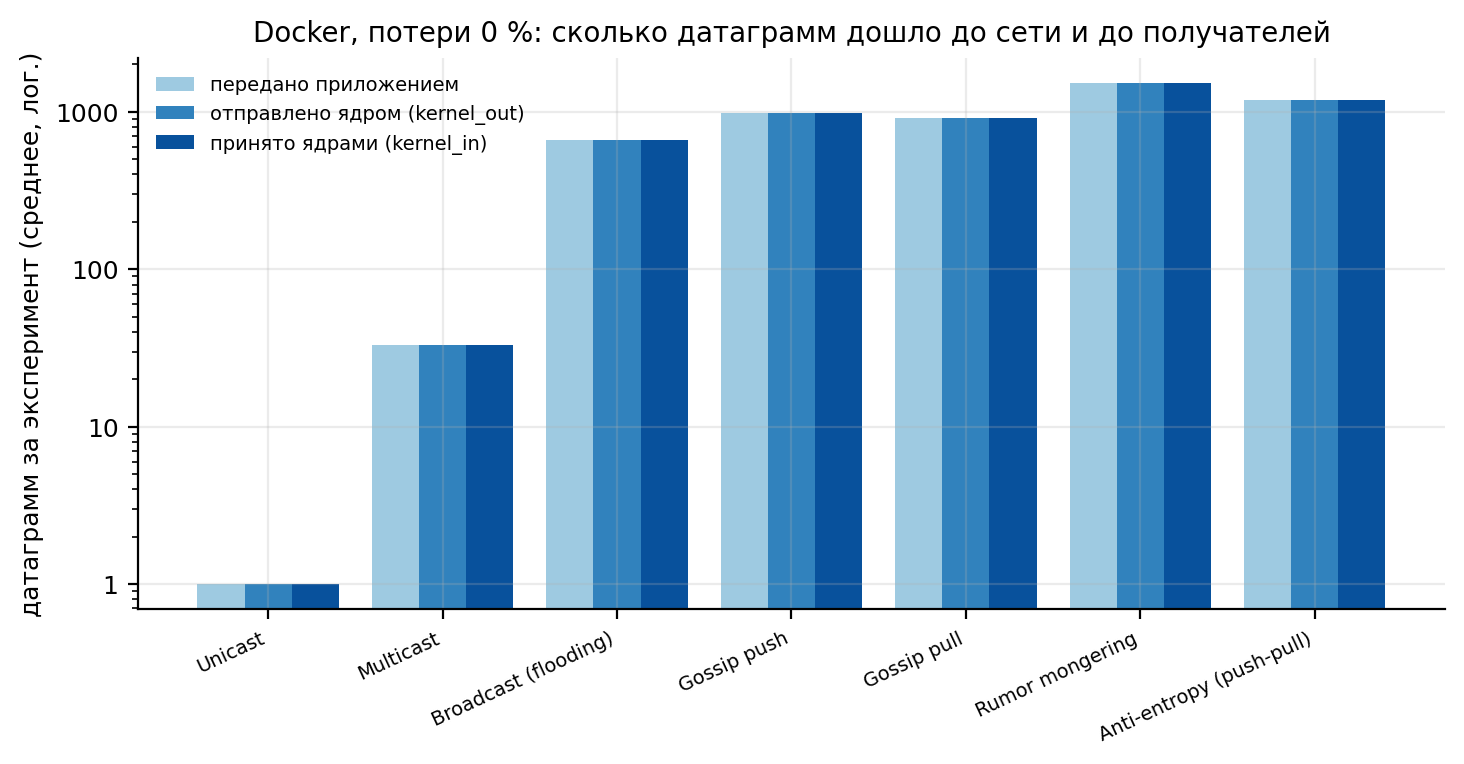 Docker, потери 0 %: сколько датаграмм дошло до сети и до получателей
датаграмм за эксперимент (среднее, лог.)
передано приложением
отправлено ядром (kernel_out)
принято ядрами (kernel_in)
1000
100
10
1
Unicast
Multicast
Broadcast (flooding)
Gossip push
Gossip pull
Rumor mongering
Anti-entropy (push-pull)